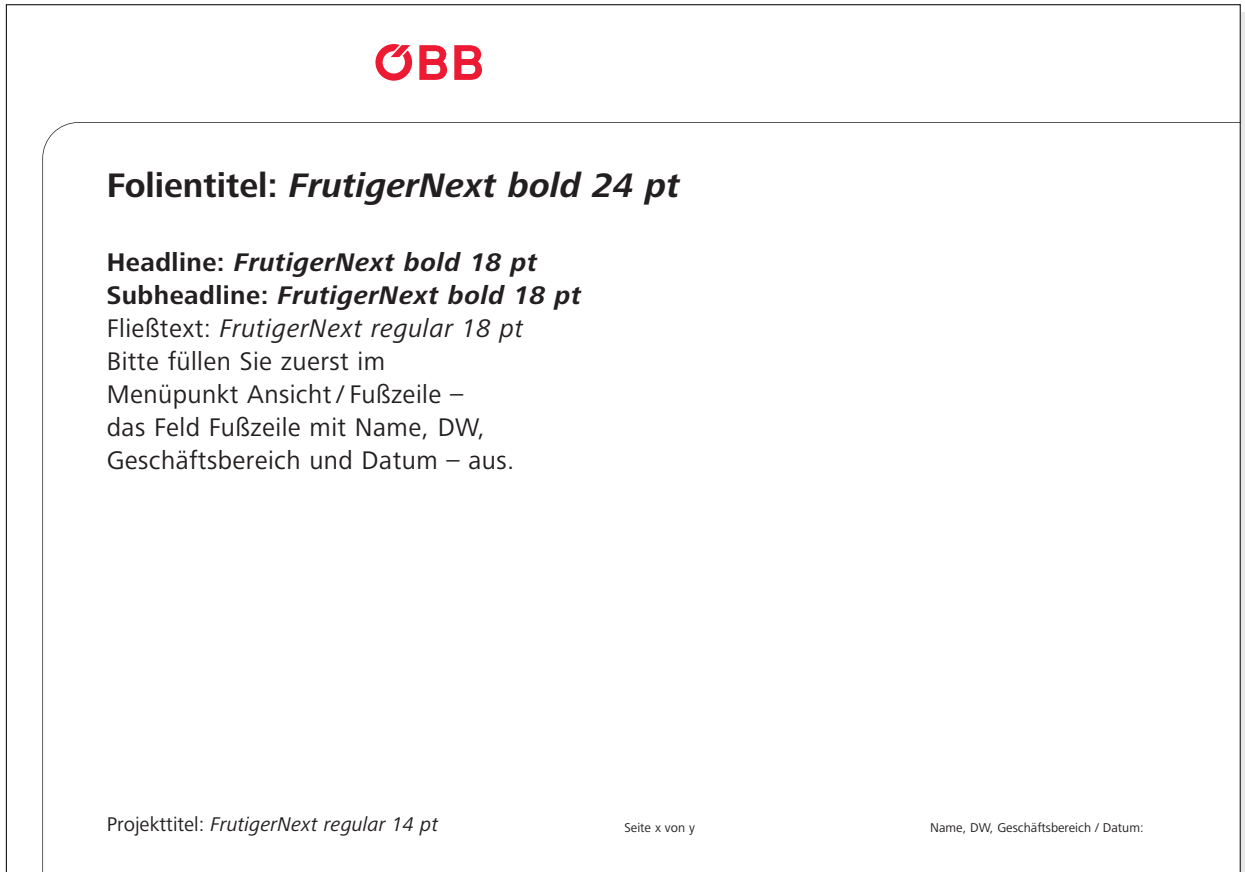 ÖBB
Folientitel: FrutigerNext bold 24 pt
Headline: FrutigerNext bold 18 pt
Subheadline: FrutigerNext bold 18 pt
Fließtext: FrutigerNext regular 18 pt
Bitte füllen Sie zuerst im
Menüpunkt Ansicht / Fußzeile –
das Feld Fußzeile mit Name, DW,
Geschäftsbereich und Datum – aus.
Projekttitel: FrutigerNext regular 14 pt
Seite x von y
Name, DW, Geschäftsbereich / Datum: